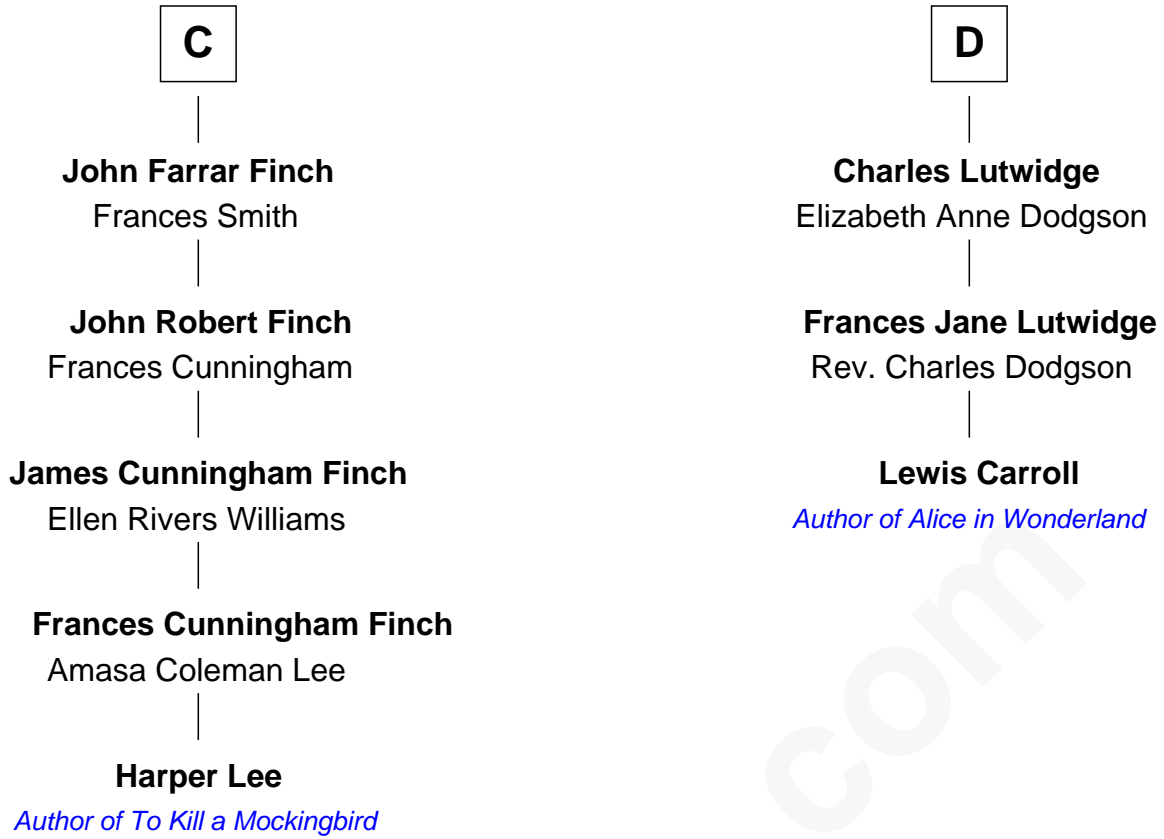 C
John Farrar Finch
Frances Smith
John Robert Finch
Frances Cunningham
James Cunningham Finch
Ellen Rivers Williams
Frances Cunningham Finch
Amasa Coleman Lee
Harper Lee
Author of To Kill a Mockingbird
D
Charles Lutwidge
Elizabeth Anne Dodgson
Frances Jane Lutwidge
Rev. Charles Dodgson
Lewis Carroll
Author of Alice in Wonderland
com